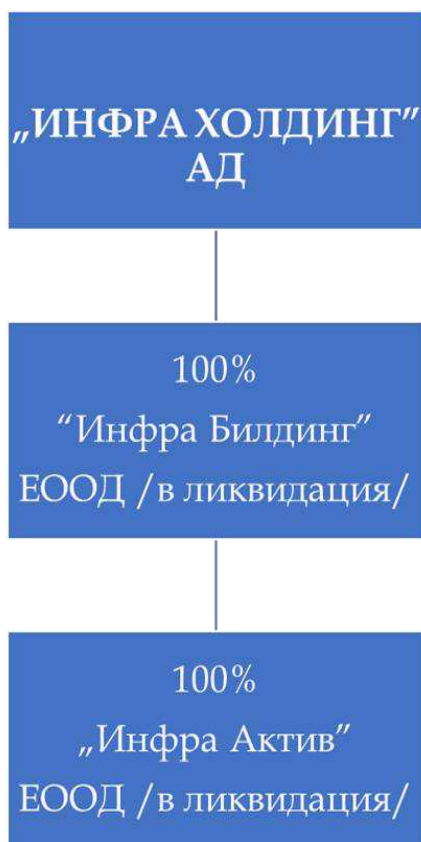 „ИНФРА ХОЛДИНГ”
АД
100%
“Инфра Билдинг”
ЕООД /в ликвидация/
100%
„Инфра Актив”
ЕООД /в ликвидация/